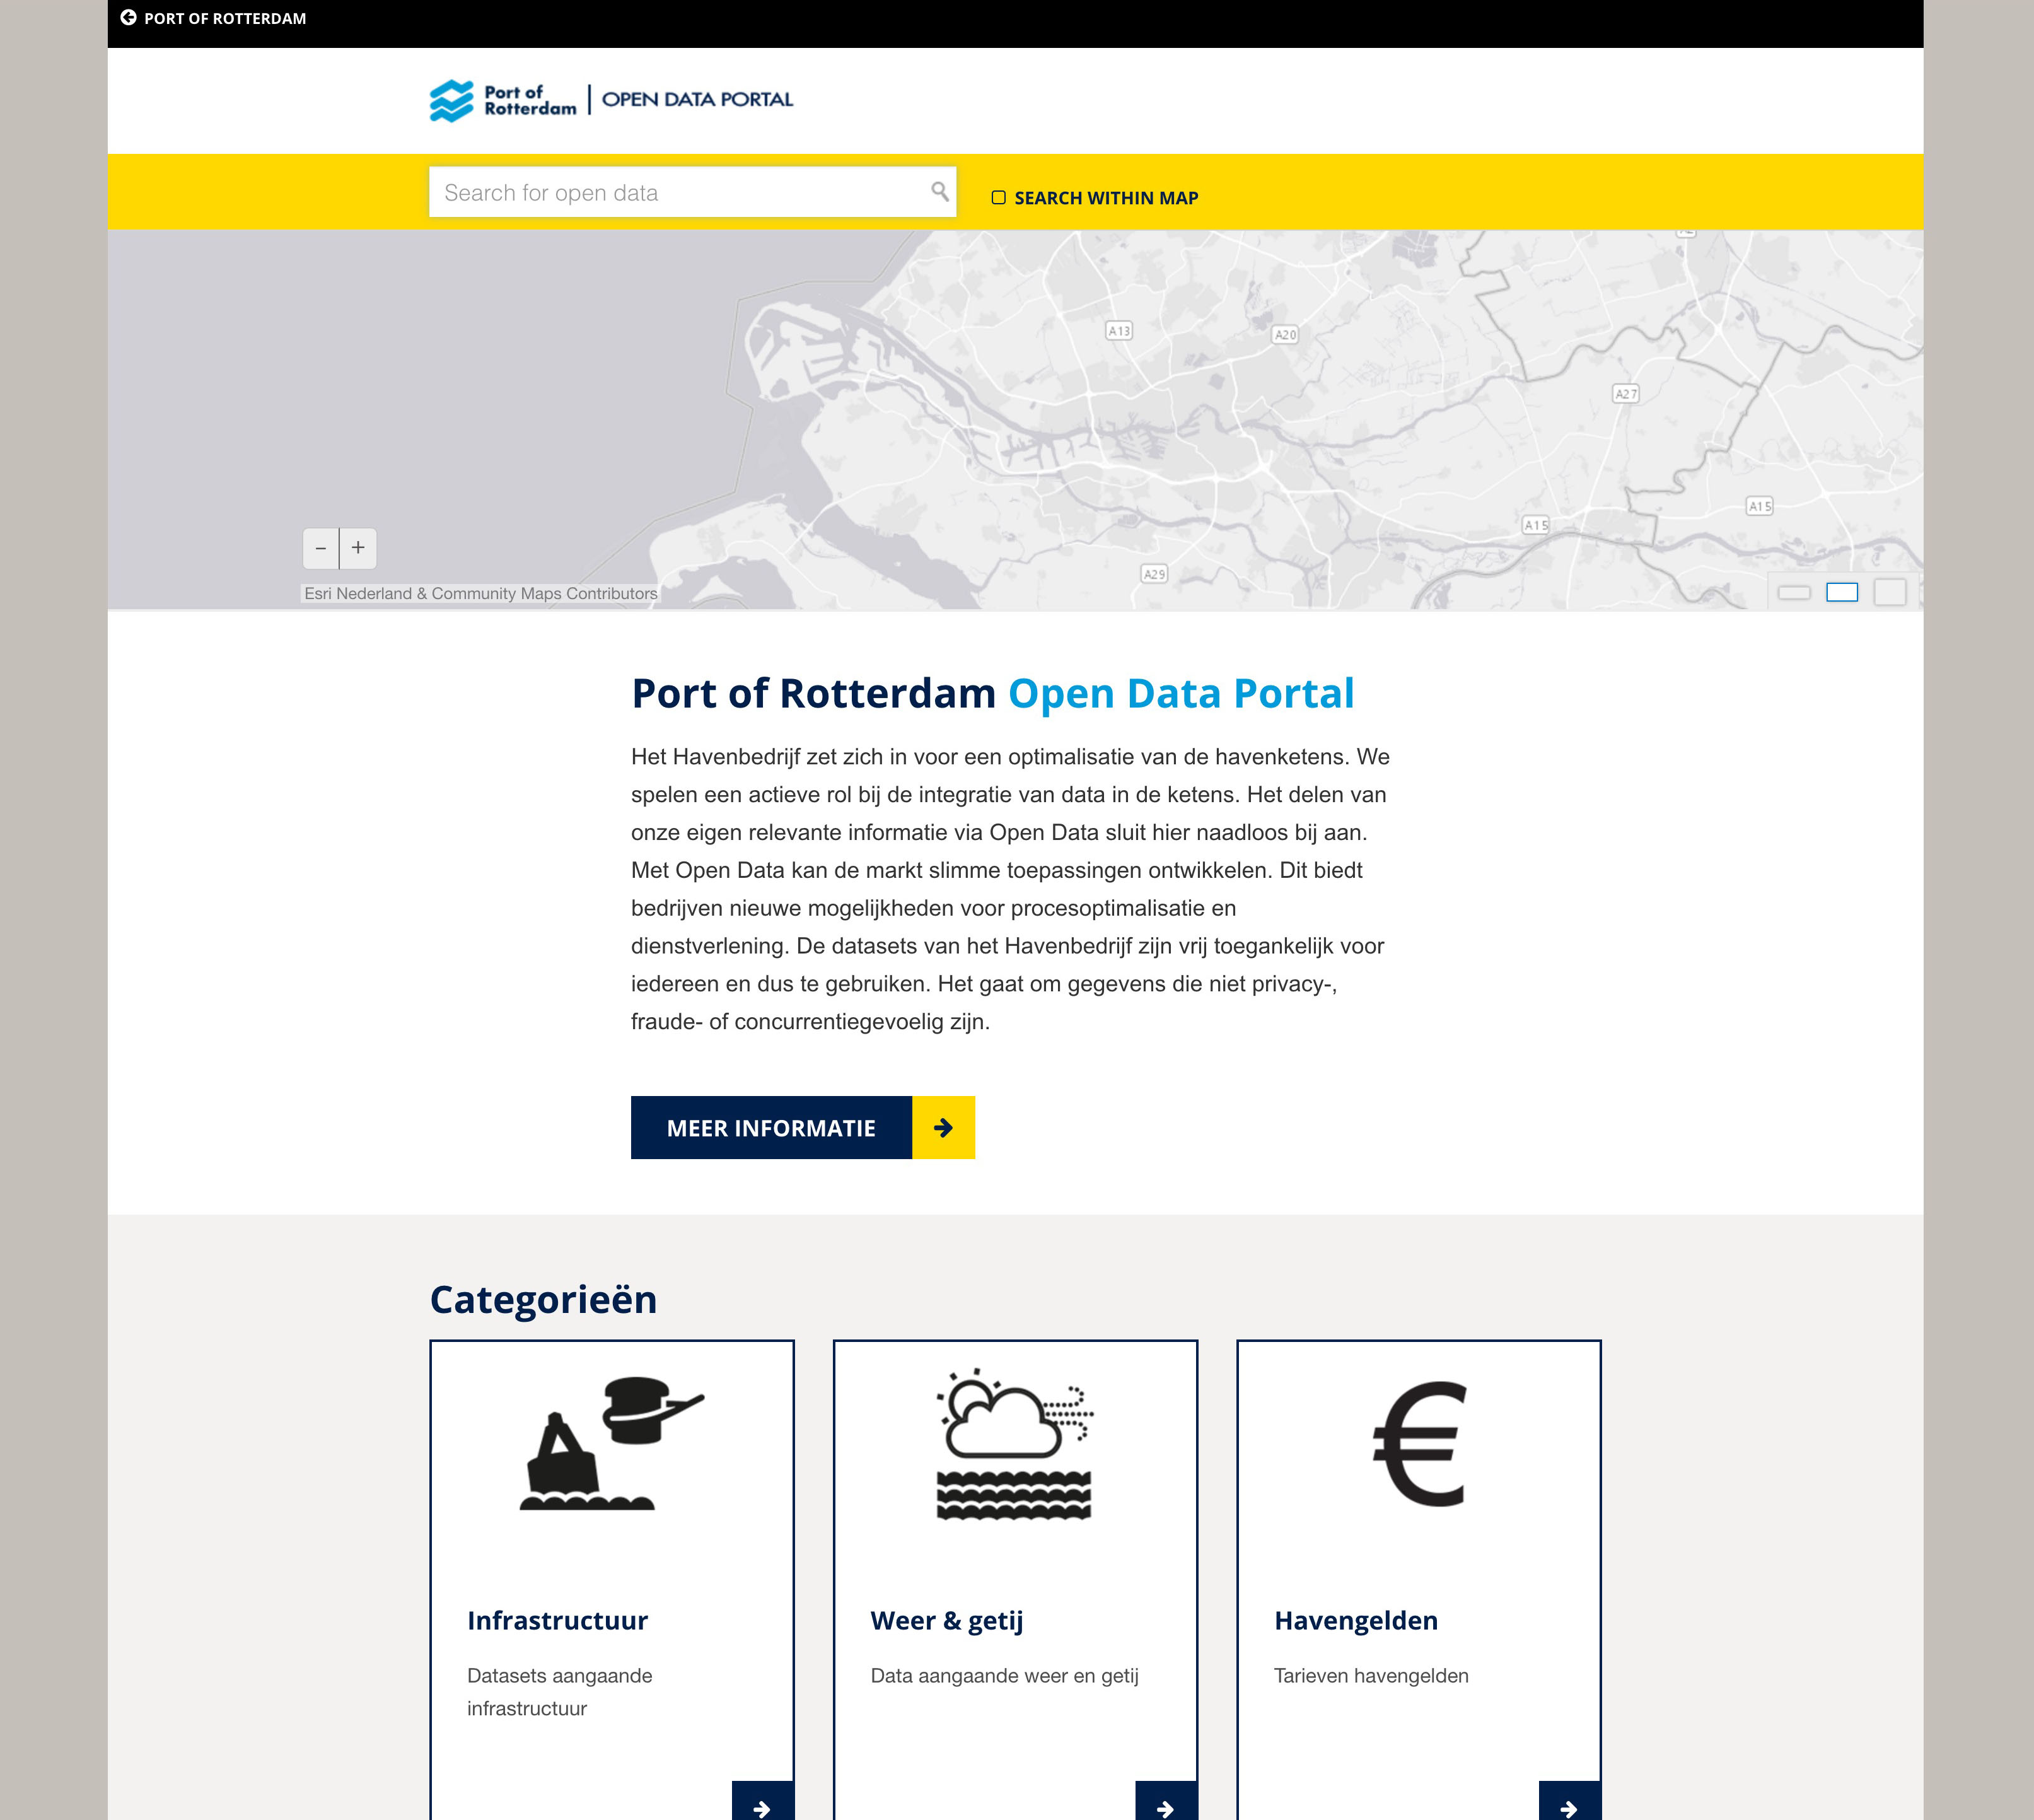 PORT OF ROTTERDAM
Port of
Rotterdam
OPEN DATA PORTAL
Search for open data
SEARCH WITHIN MAP
A13
A20
A27
A15
A15
A29
− +
Esri Nederland & Community Maps Contributors
Port of Rotterdam Open Data Portal
Het Havenbedrijf zet zich in voor een optimalisatie van de havenketens. We
spelen een actieve rol bij de integratie van data in de ketens. Het delen van
onze eigen relevante informatie via Open Data sluit hier naadloos bij aan.
Met Open Data kan de markt slimme toepassingen ontwikkelen. Dit biedt
bedrijven nieuwe mogelijkheden voor procesoptimalisatie en
dienstverlening. De datasets van het Havenbedrijf zijn vrij toegankelijk voor
iedereen en dus te gebruiken. Het gaat om gegevens die niet privacy-,
fraude- of concurrentiegevoelig zijn.
MEER INFORMATIE
Categorieën
€
Infrastructuur
Datasets aangaande
infrastructuur
Weer & getij
Data aangaande weer en getij
Havengelden
Tarieven havengelden